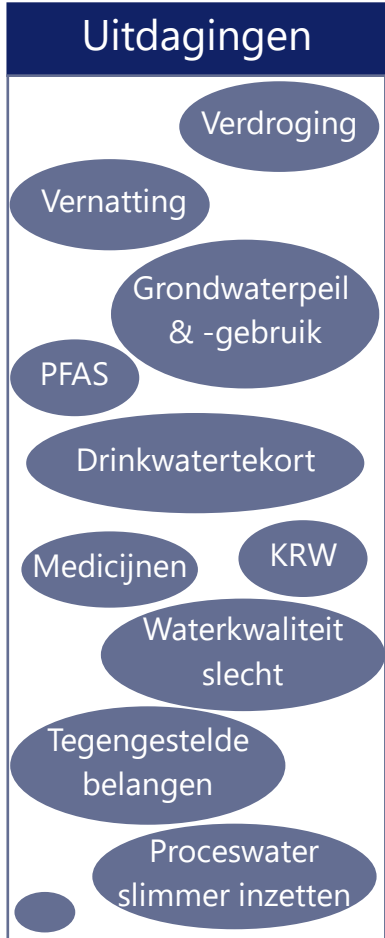 Uitdagingen
Verdroging
Vernatting
Grondwaterpeil
& -gebruik
PFAS
Drinkwatertekort
KRW
Medicijnen
Waterkwaliteit
slecht
Tegengestelde
belangen
Proceswater
slimmer inzetten